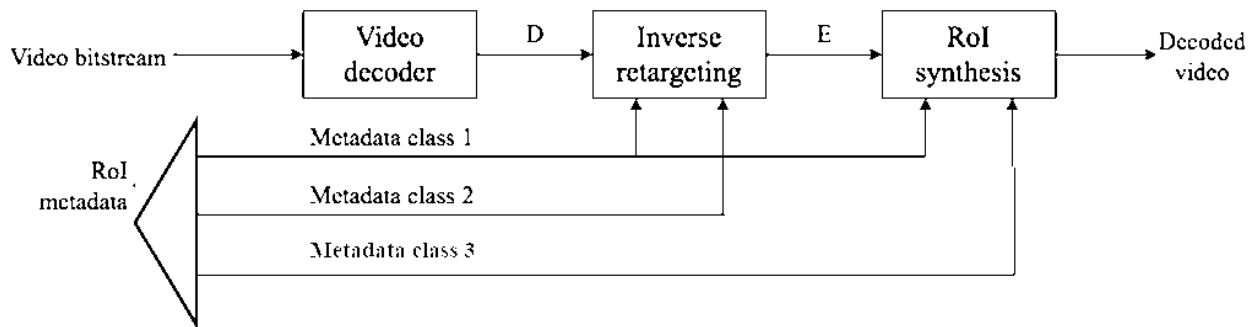 Video bitstream
Video
decoder
D
Inverse
retargeting
E
RoI
synthesis
Decoded
video
RoI
metadata
Metadata class 1
Metadata class 2
Metadata class 3